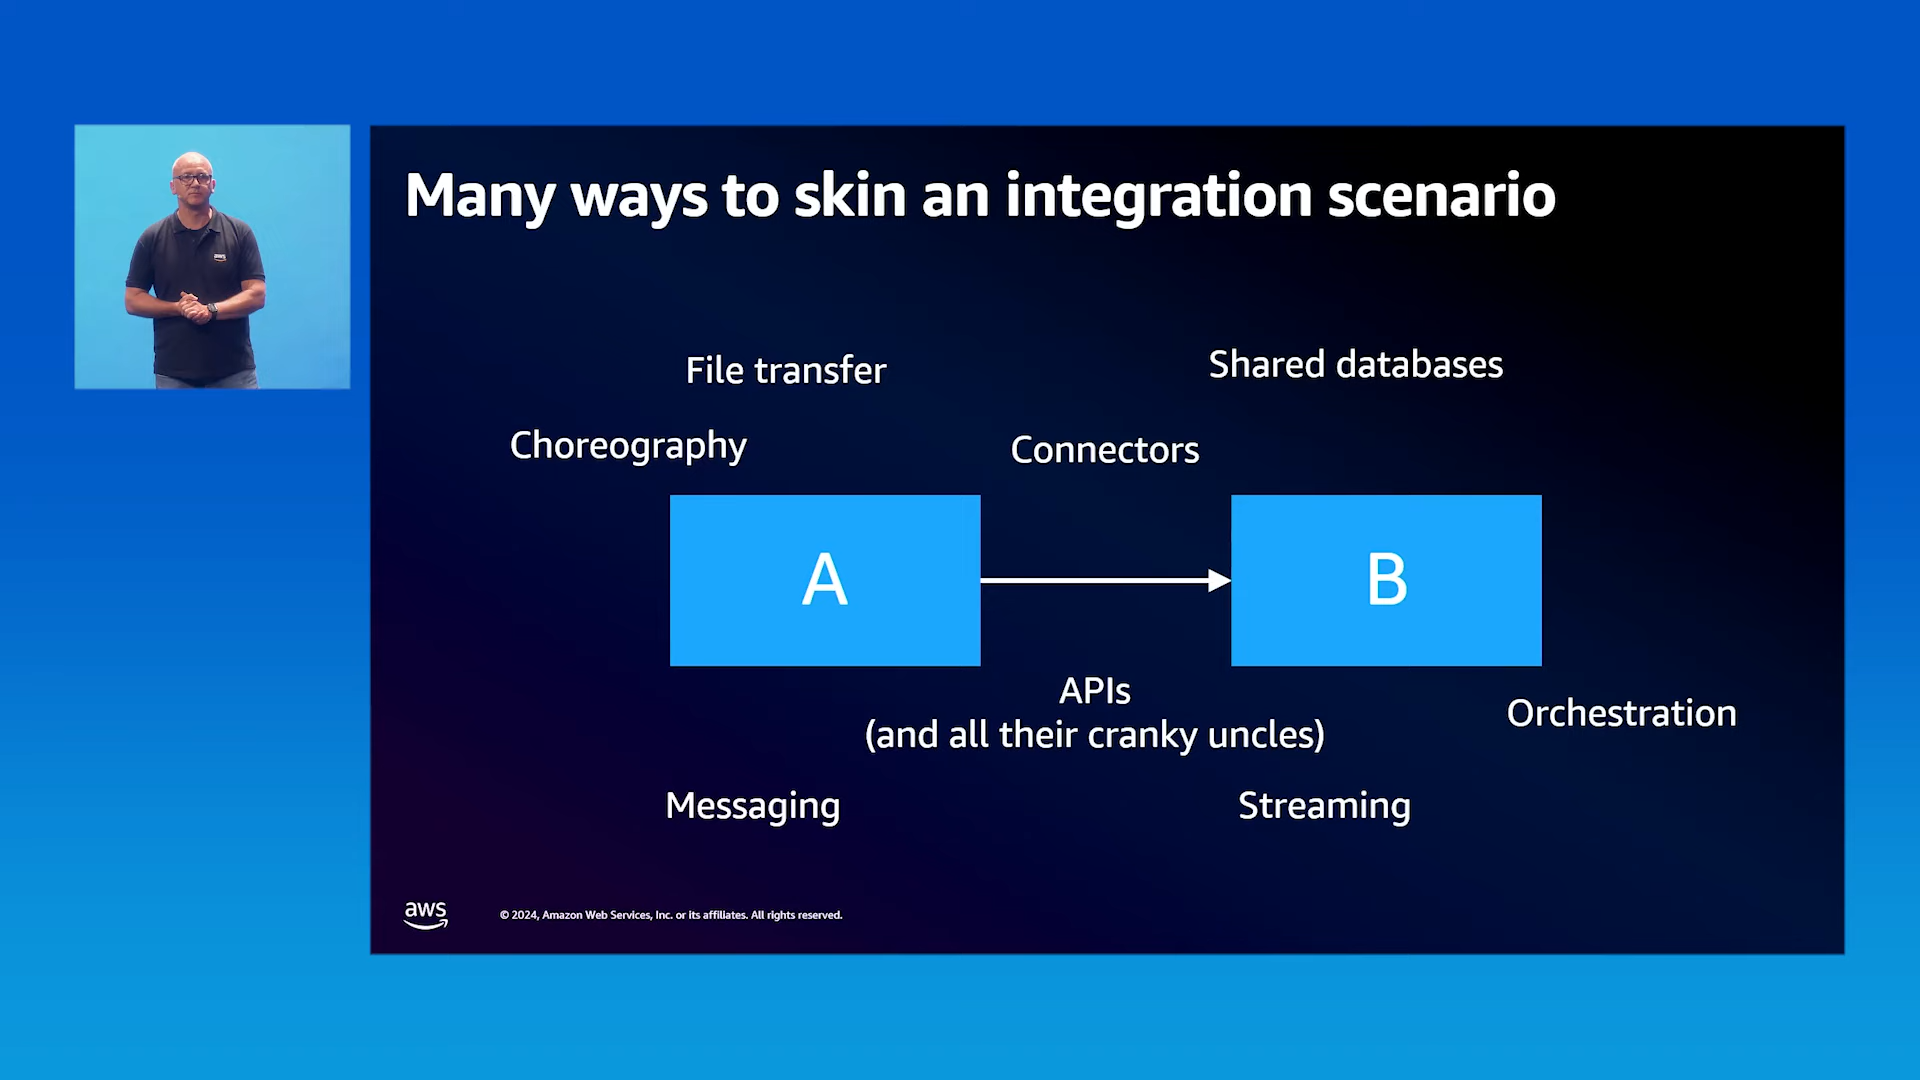 Many ways to skin an integration scenario
File transfer
Shared databases
Choreography
Connectors
A
B
APIs
(and all their cranky uncles)
Orchestration
Messaging
Streaming
aws
© 2024, Amazon Web Services, Inc. or its affiliates. All rights reserved.
aws